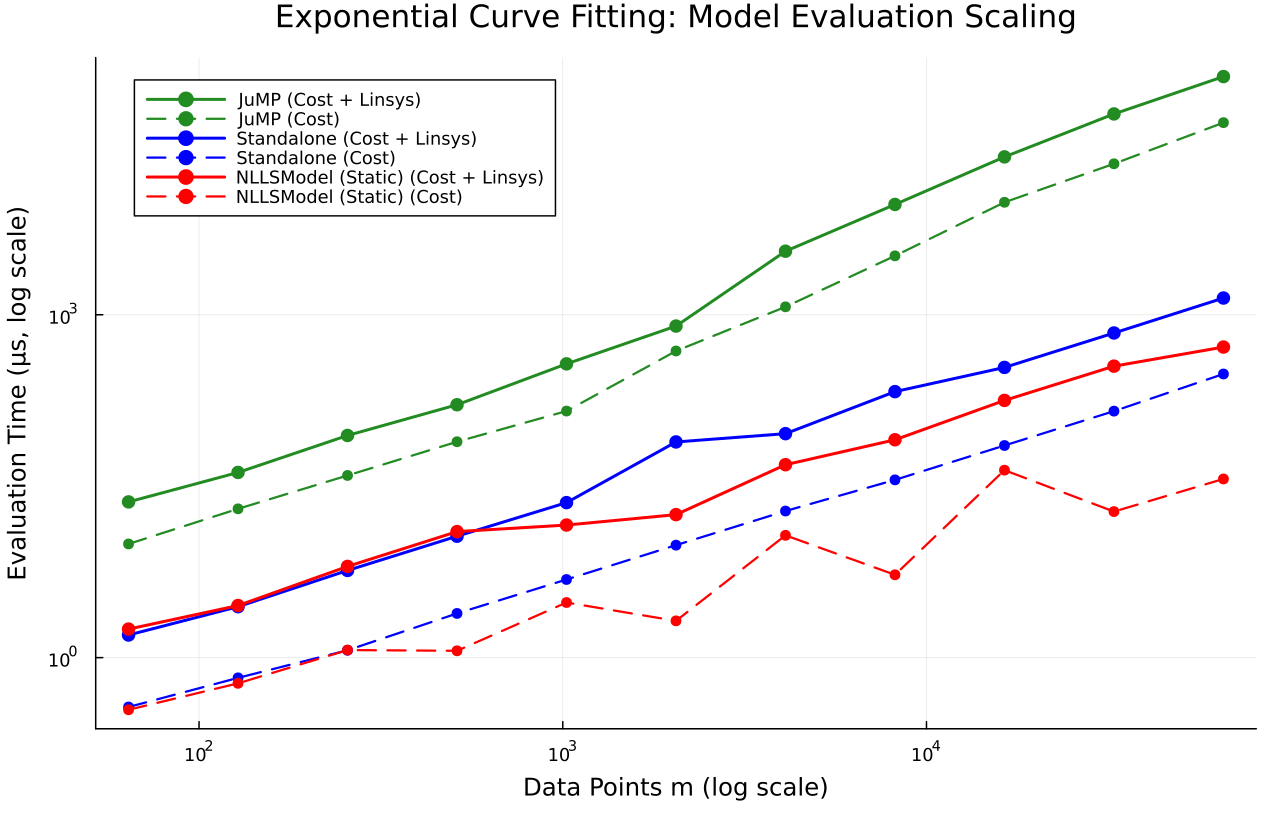 Exponential Curve Fitting: Model Evaluation Scaling
JuMP (Cost + Linsys)
JuMP (Cost)
Standalone (Cost + Linsys)
Standalone (Cost)
NLLSModel (Static) (Cost + Linsys)
NLLSModel (Static) (Cost)
Evaluation Time (μs, log scale)
10³
10⁰
10² 10³ 10⁴
Data Points m (log scale)